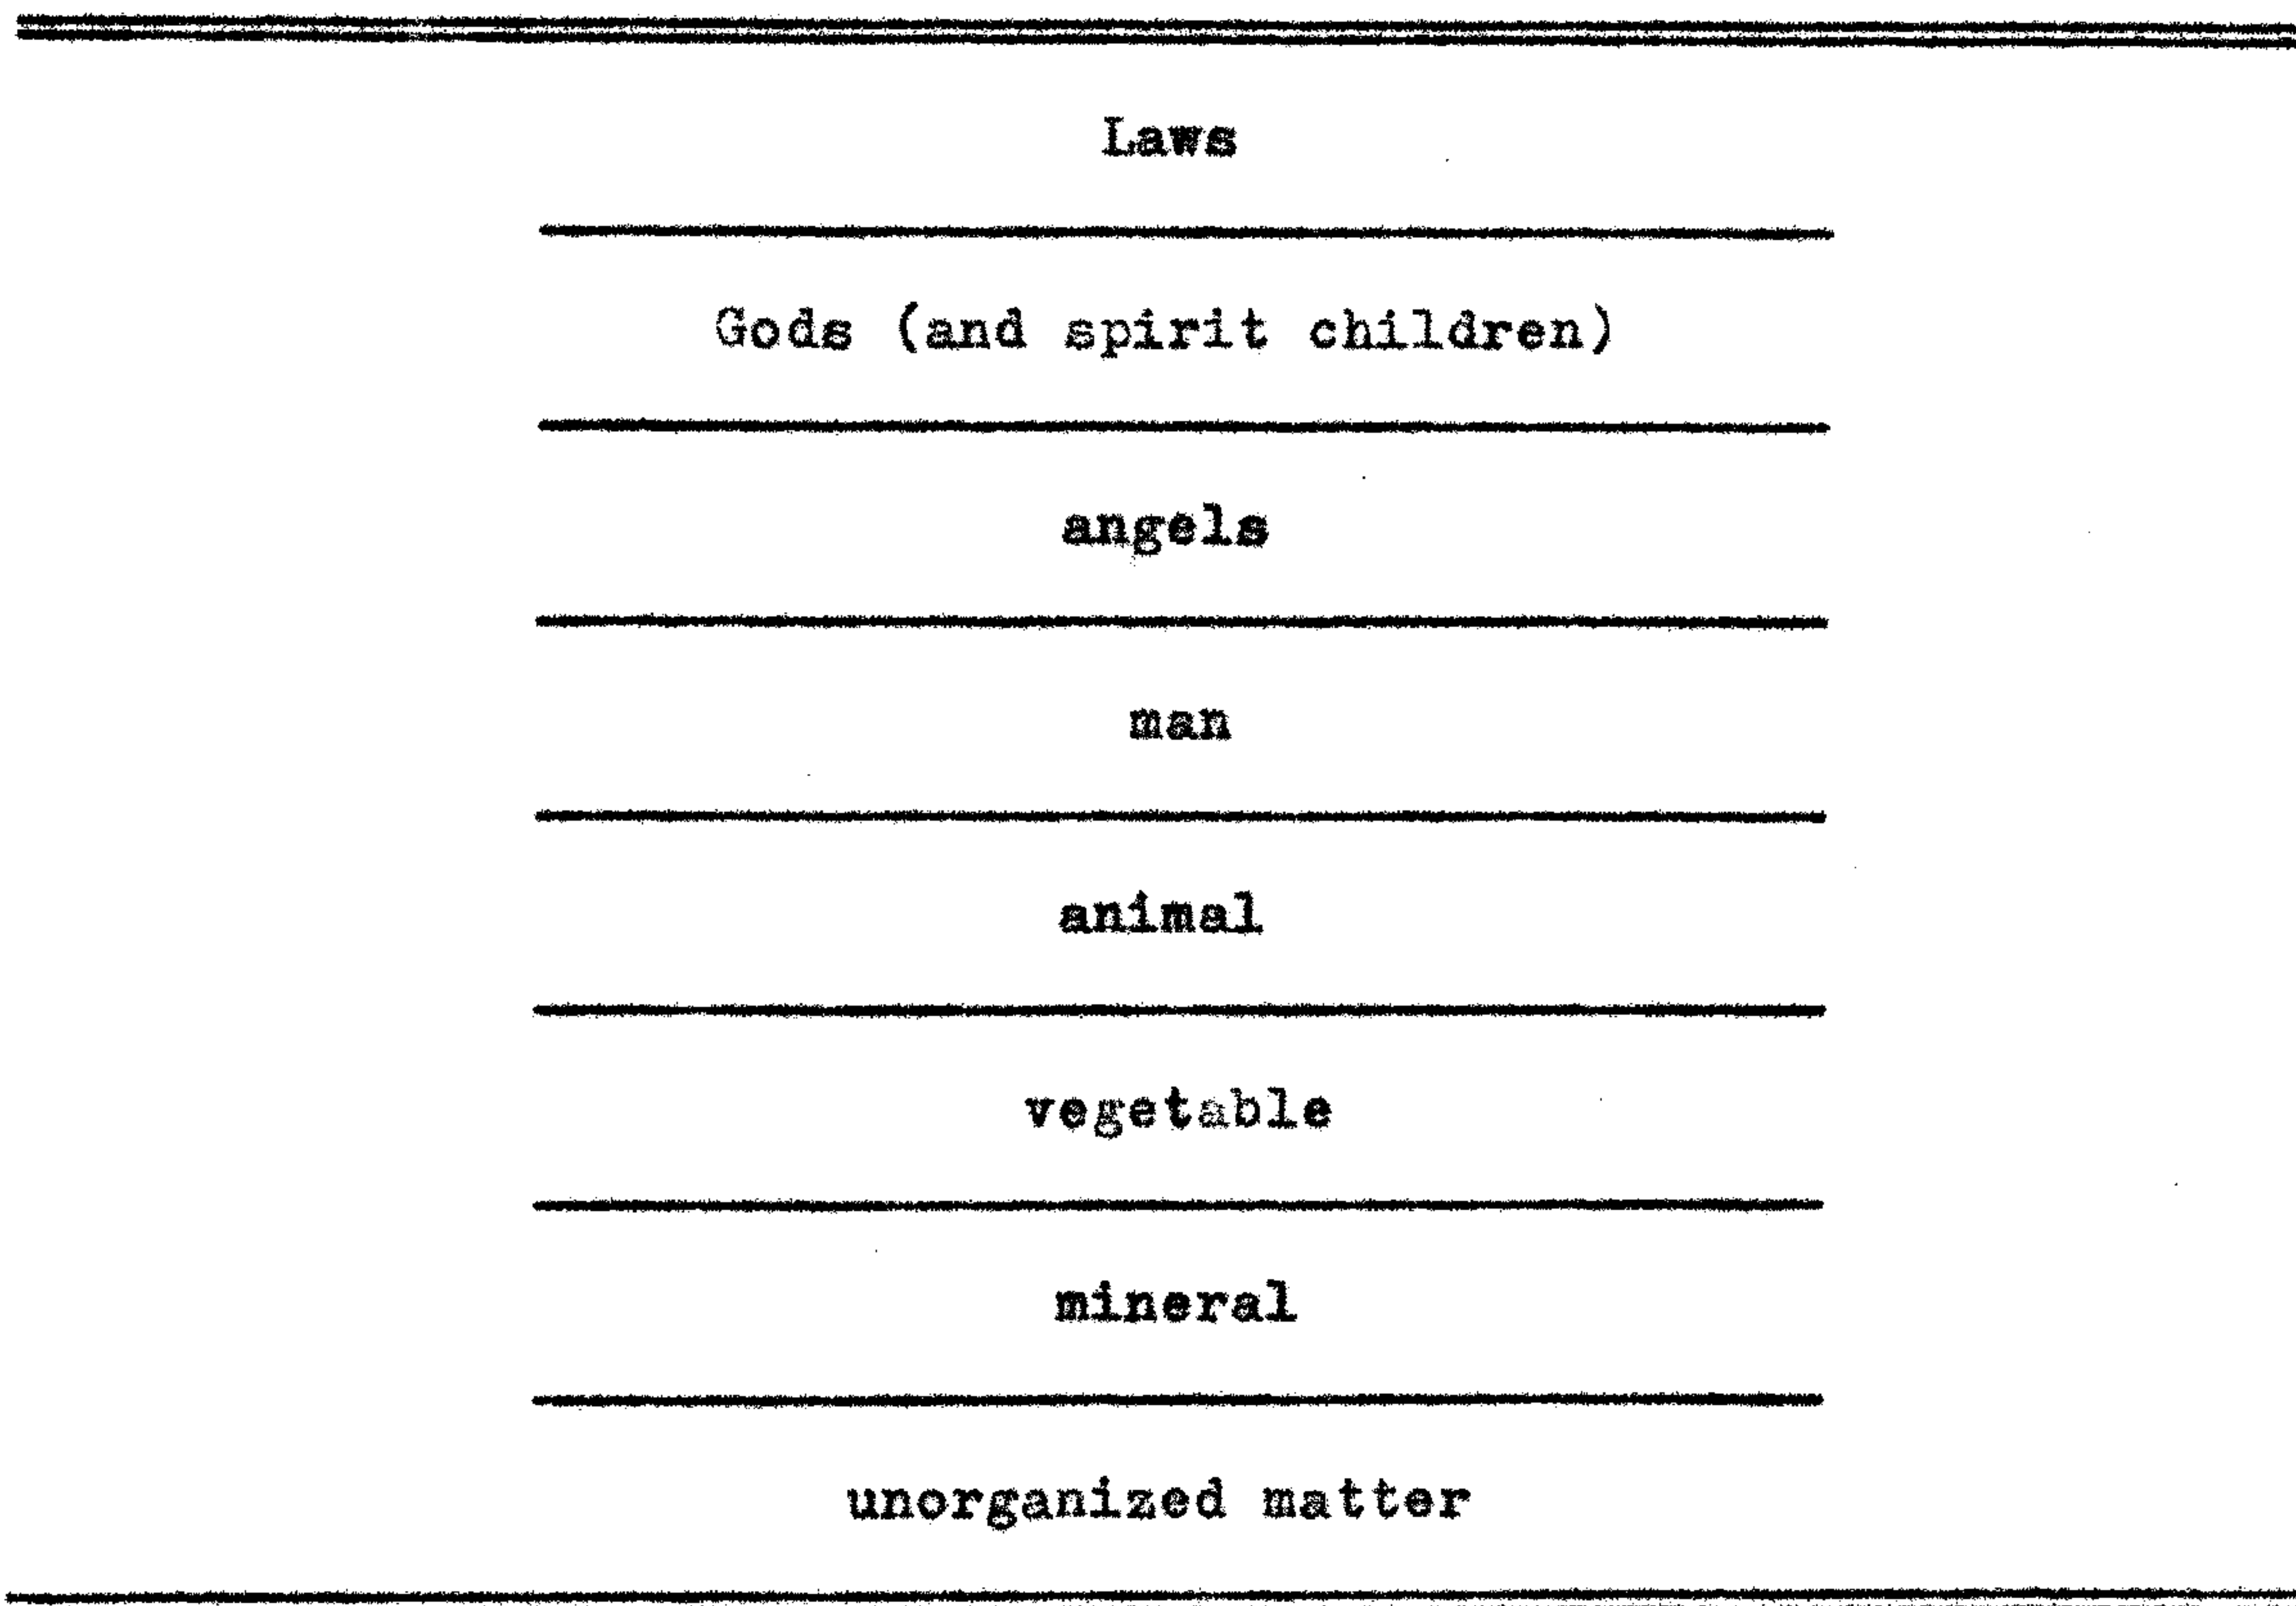 Laws
Gods (and spirit children)
angels
man
animal
vegetable
mineral
unorganized matter